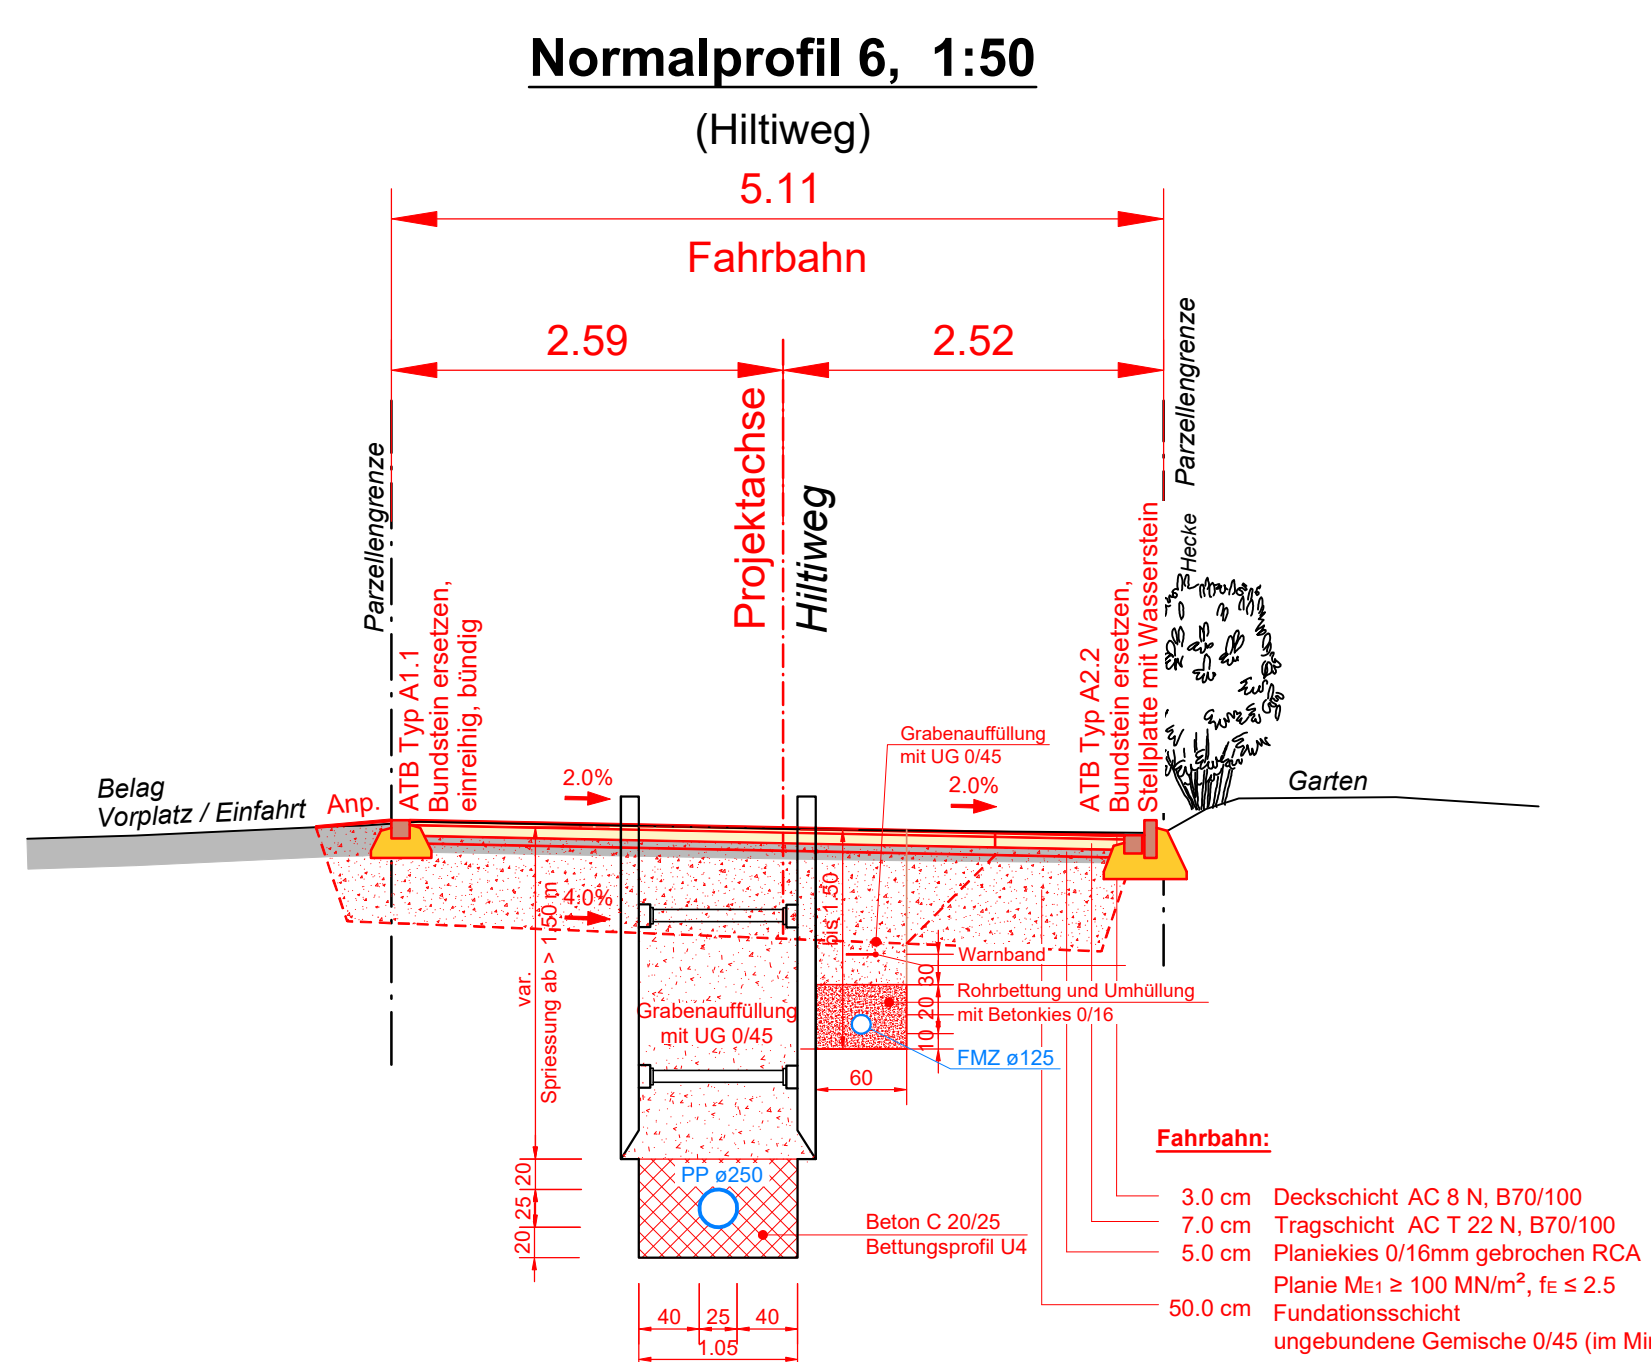 Normalprofil 6, 1:50
(Hiltiweg)
5.11
Fahrbahn
2.59
2.52
Parzellengrenze
Projektachse
Hiltiweg
Parzellengrenze
Hecke
ATB Typ A1.1
Bundstein ersetzen,
einreihig, bündig
ATB Typ A2.2
Bundstein ersetzen,
Stellplatte mit Wasserstein
Belag
Vorplatz / Einfahrt
Anp.
2.0%
Grabenauffüllung
mit UG 0/45
2.0%
Garten
4.0%
var.
Spriessung ab > 1.50 m
bis 1.50
Warnband
30
20
10
Rohrbettung und Umhüllung
mit Betonkies 0/16
FMZ ø125
60
Grabenauffüllung
mit UG 0/45
PP ø250
20
25
20
Beton C 20/25
Bettungsprofil U4
40
25
40
1.05
Fahrbahn:
3.0 cm Deckschicht AC 8 N, B70/100
7.0 cm Tragschicht AC T 22 N, B70/100
5.0 cm Planiekies 0/16mm gebrochen RCA
Planie ME1 ≥ 100 MN/m², fE ≤ 2.5
50.0 cm Fundationsschicht
ungebundene Gemische 0/45 (im Mi